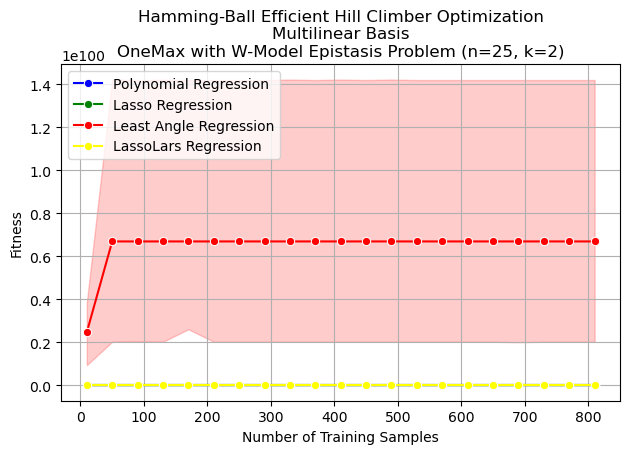 Hamming-Ball Efficient Hill Climber Optimization
Multilinear Basis
OneMax with W-Model Epistasis Problem (n=25, k=2)
1e100
Polynomial Regression
Lasso Regression
Least Angle Regression
LassoLars Regression
1.4
1.2
1.0
0.8
0.6
0.4
0.2
0.0
Fitness
0 100 200 300 400 500 600 700 800
Number of Training Samples